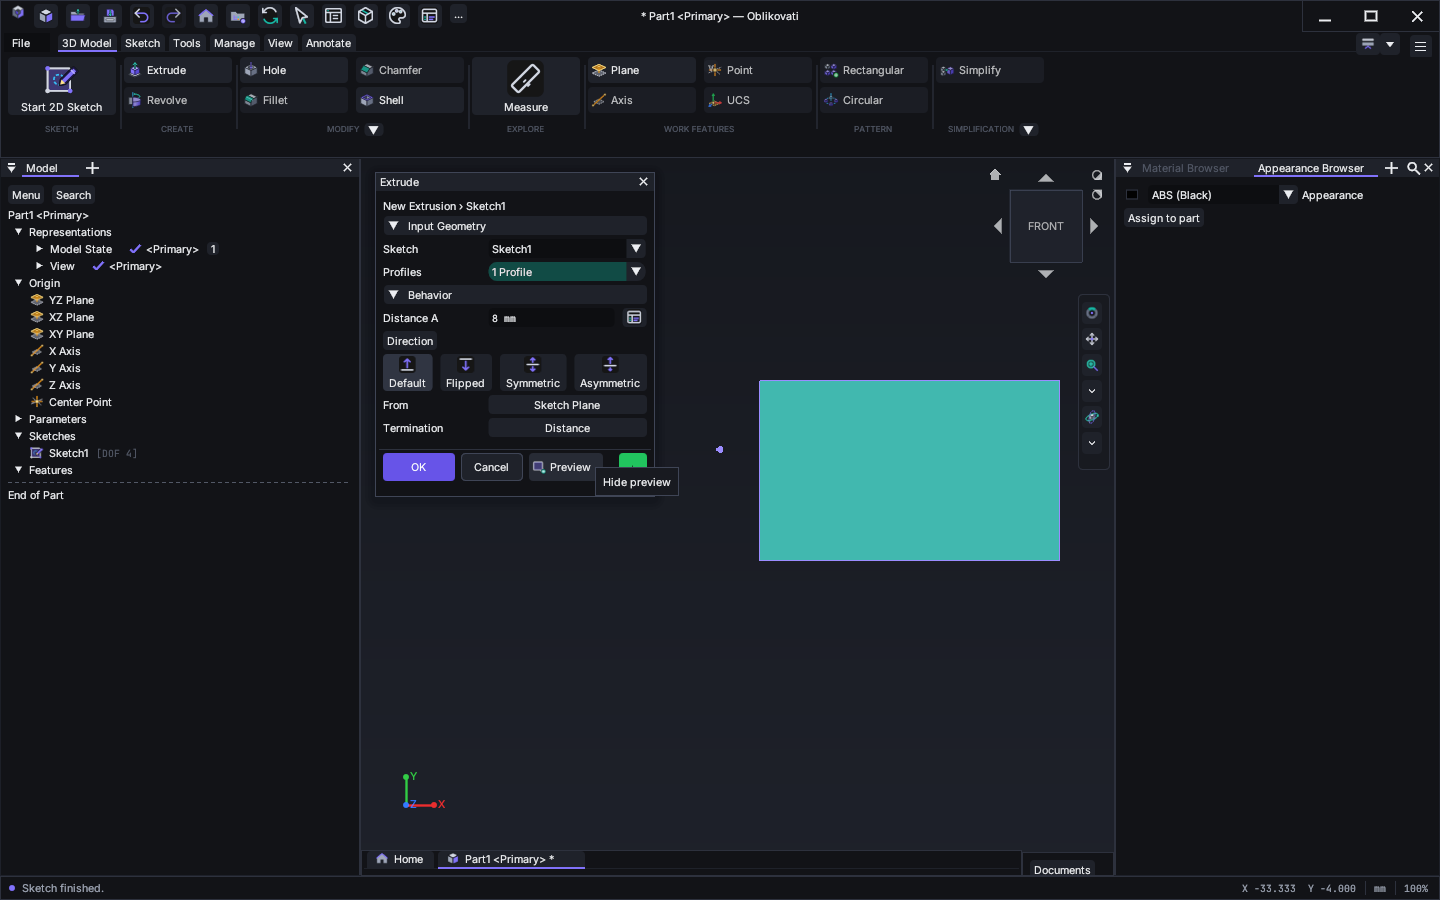 * Part1 <Primary> — Oblikovati
...
File
3D Model
Sketch
Tools
Manage
View
Annotate
Start 2D Sketch
Extrude
Revolve
Hole
Fillet
Chamfer
Shell
Measure
Plane
Axis
Point
UCS
Rectangular
Circular
Simplify
SKETCH
CREATE
MODIFY
EXPLORE
WORK FEATURES
PATTERN
SIMPLIFICATION
Model
Menu
Search
Part1 <Primary>
Representations
Model State <Primary> 1
View <Primary>
Origin
YZ Plane
XZ Plane
XY Plane
X Axis
Y Axis
Z Axis
Center Point
Parameters
Sketches
Sketch1 [DOF 4]
Features
End of Part
Extrude
New Extrusion › Sketch1
Input Geometry
Sketch Sketch1
Profiles 1 Profile
Behavior
Distance A 8 mm
Direction
Default
Flipped
Symmetric
Asymmetric
From Sketch Plane
Termination Distance
OK
Cancel
Preview
Hide preview
FRONT
Y
Z
X
Material Browser
Appearance Browser
ABS (Black)
Appearance
Assign to part
Home
Part1 <Primary> *
Documents
Sketch finished.
X -33.333 Y -4.000 mm 100%